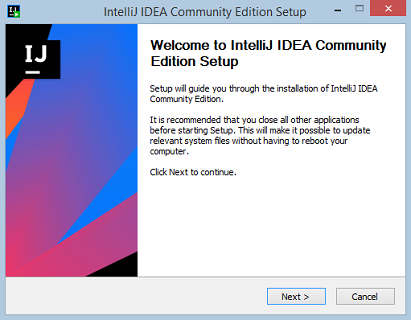 IntelliJ IDEA Community Edition Setup
IJ
Welcome to IntelliJ IDEA Community
Edition Setup
Setup will guide you through the installation of IntelliJ IDEA
Community Edition.
It is recommended that you close all other applications
before starting Setup. This will make it possible to update
relevant system files without having to reboot your
computer.
Click Next to continue.
Next >
Cancel